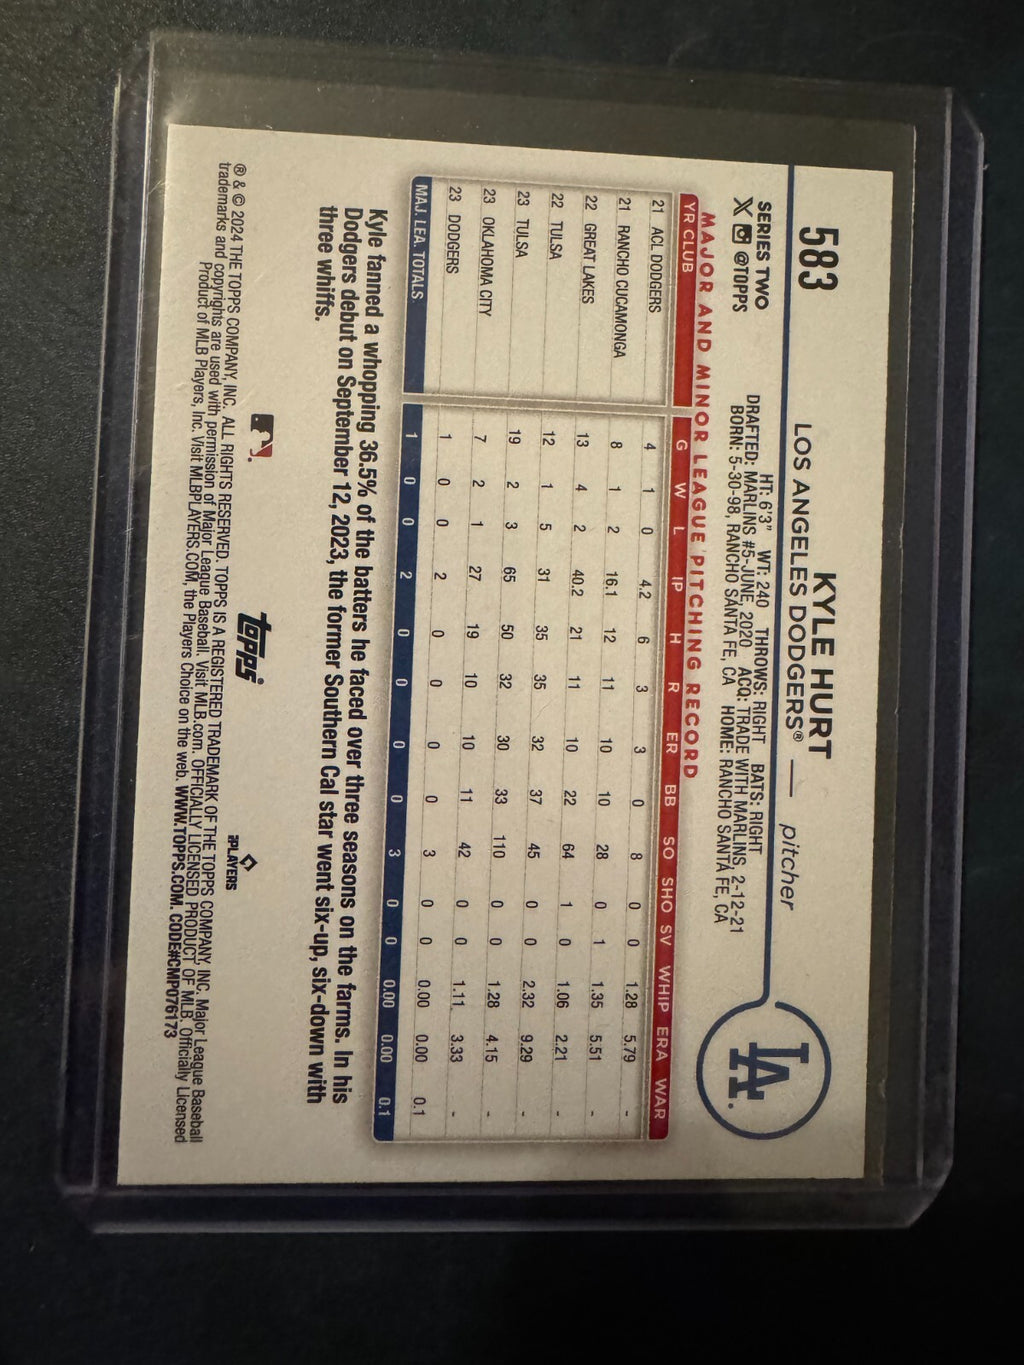 583
KYLE HURT
LOS ANGELES DODGERS® — pitcher
SERIES TWO
X @TOPPS
HT: 6'3" WT: 240 THROWS: RIGHT BATS: RIGHT
DRAFTED: MARLINS #5-JUNE, 2020 ACQ: TRADE WITH MARLINS, 2-12-21
BORN: 5-30-98, RANCHO SANTA FE, CA HOME: RANCHO SANTA FE, CA
LA
MAJOR AND MINOR LEAGUE PITCHING RECORD
YR CLUB G W L IP H R ER BB SO SHO SV WHIP ERA WAR
21 ACL DODGERS 4 1 0 4.2 6 3 3 0 8 0 0 1.28 5.79 -
21 RANCHO CUCAMONGA 8 1 2 16.1 12 11 10 10 28 0 1 1.35 5.51 -
22 GREAT LAKES 13 4 2 40.2 21 11 10 22 64 1 0 1.06 2.21 -
22 TULSA 12 1 5 31 35 35 32 37 45 0 0 2.32 9.29 -
23 TULSA 19 2 3 65 50 32 30 33 110 0 0 1.28 4.15 -
23 OKLAHOMA CITY 7 2 1 27 19 10 10 11 42 0 0 1.11 3.33 -
23 DODGERS 1 0 0 2 0 0 0 0 3 0 0 0.00 0.00 0.1
MAJ. LEA. TOTALS 1 0 0 2 0 0 0 0 3 0 0 0.00 0.00 0.1
Kyle fanned a whopping 36.5% of the batters he faced over three seasons on the farms. In his
Dodgers debut on September 12, 2023, the former Southern Cal star went six-up, six-down with
three whiffs.
topps
PLAYERS
® & © 2024 THE TOPPS COMPANY, INC. ALL RIGHTS RESERVED. TOPPS IS A REGISTERED TRADEMARK OF THE TOPPS COMPANY, INC. Major League Baseball
trademarks and copyrights are used with permission of Major League Baseball. Visit MLB.com. OFFICIALLY LICENSED PRODUCT OF MLB. Officially Licensed
Product of MLB Players, Inc. Visit MLBPLAYERS.COM, the Players Choice on the web. WWW.TOPPS.COM. CODE#CMP076173